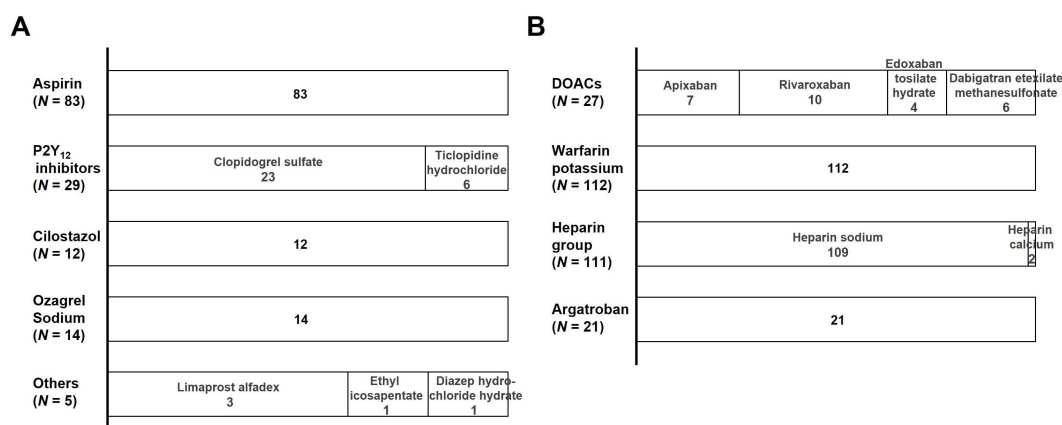 A
Aspirin
(N = 83)
83
P2Y12
inhibitors
(N = 29)
Clopidogrel sulfate
23
Ticlopidine
hydrochloride
6
Cilostazol
(N = 12)
12
Ozagrel
Sodium
(N = 14)
14
Others
(N = 5)
Limaprost alfadex
3
Ethyl
icosapentate
1
Diazep hydro-
chloride hydrate
1
B
DOACs
(N = 27)
Apixaban
7
Rivaroxaban
10
Edoxaban
tosilate
hydrate
4
Dabigatran etexilate
methanesulfonate
6
Warfarin
potassium
(N = 112)
112
Heparin
group
(N = 111)
Heparin sodium
109
Heparin
calcium
2
Argatroban
(N = 21)
21